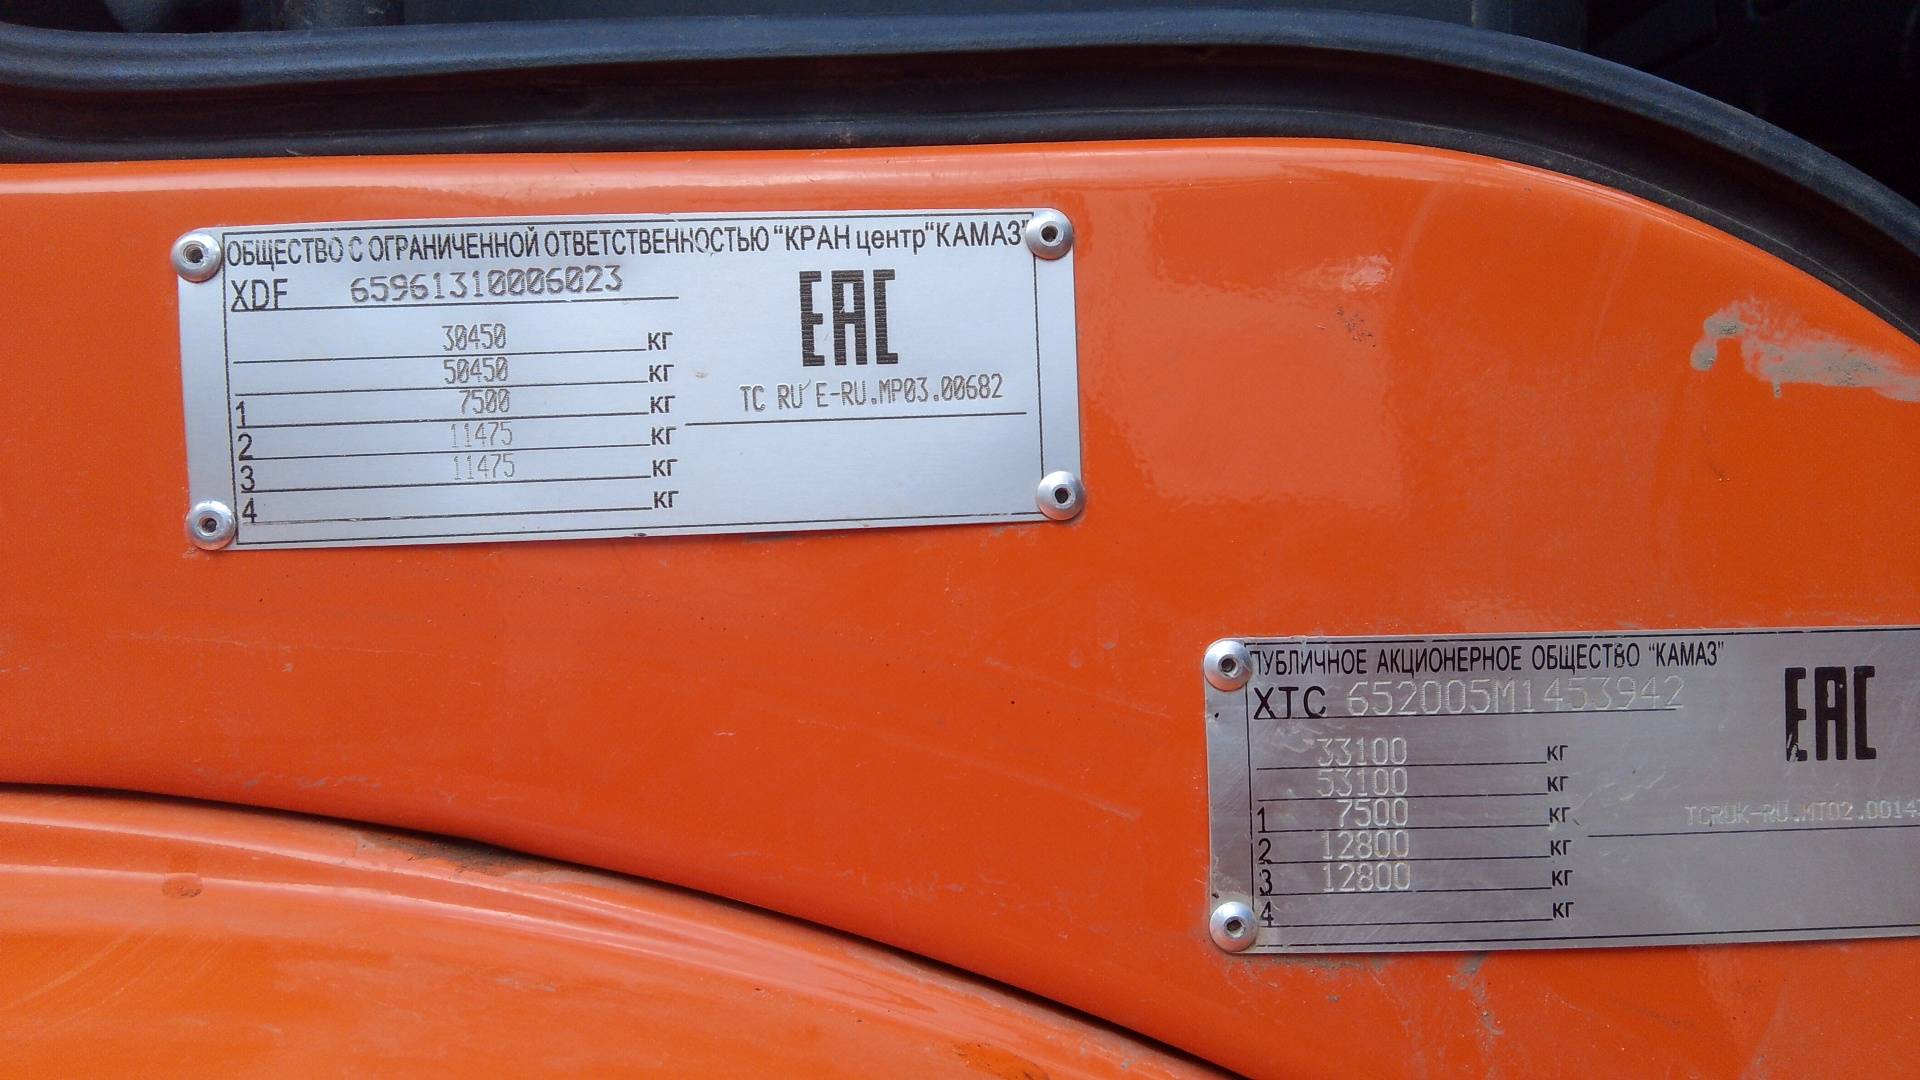 ОБЩЕСТВО С ОГРАНИЧЕННОЙ ОТВЕТСТВЕННОСТЬЮ "КРАН центр "КАМАЗ"
XDF 65961310006023
EAC
30450 кг
50450 кг
1 7500 кг
2 11475 кг
3 11475 кг
4 кг
TC RU E-RU.MP03.00682
ПУБЛИЧНОЕ АКЦИОНЕРНОЕ ОБЩЕСТВО "КАМАЗ"
XTC 652005M1453942
EAC
33100 кг
53100 кг
1 7500 кг
2 12800 кг
3 12800 кг
4 кг